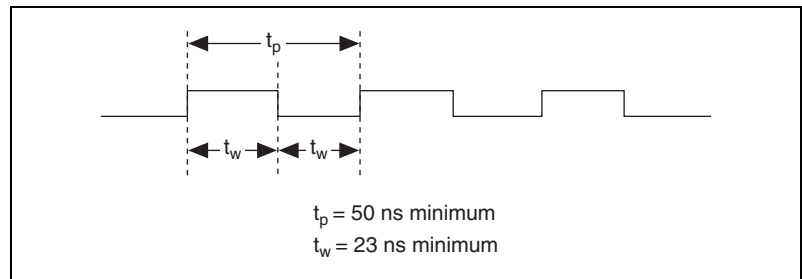 tp
tw tw
tp = 50 ns minimum
tw = 23 ns minimum